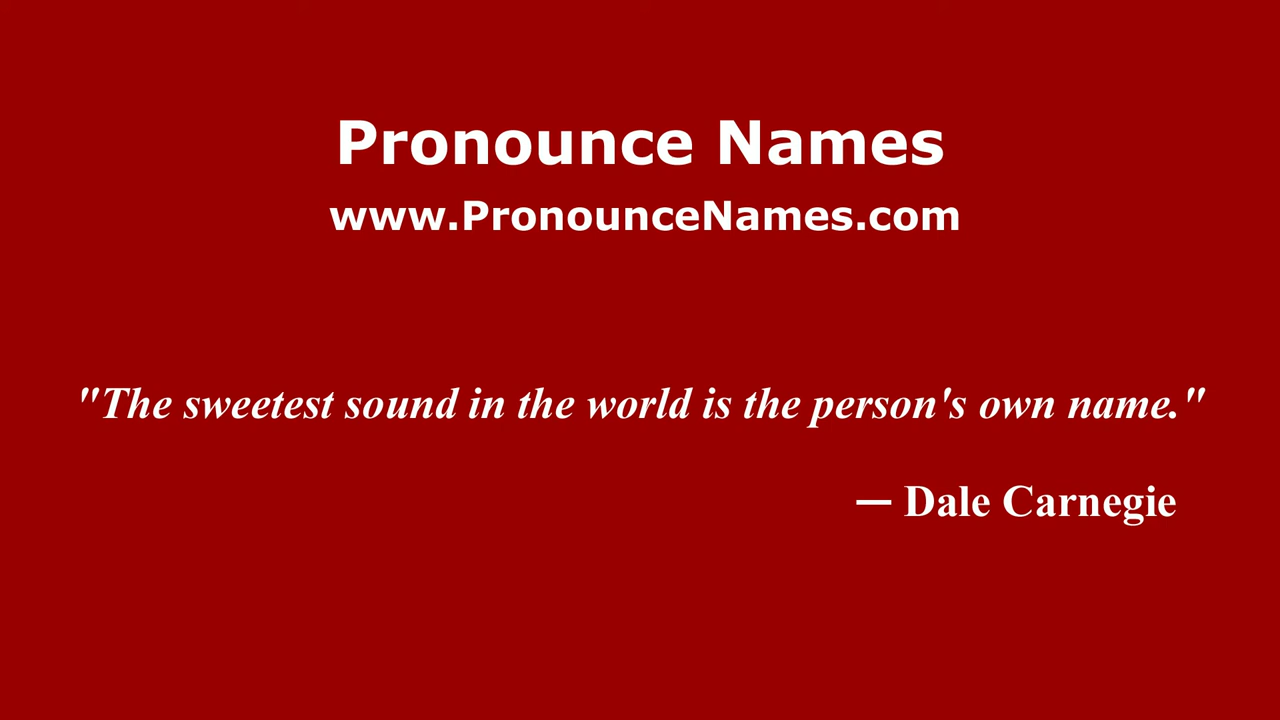 Pronounce Names
www.PronounceNames.com
"The sweetest sound in the world is the person's own name."
— Dale Carnegie